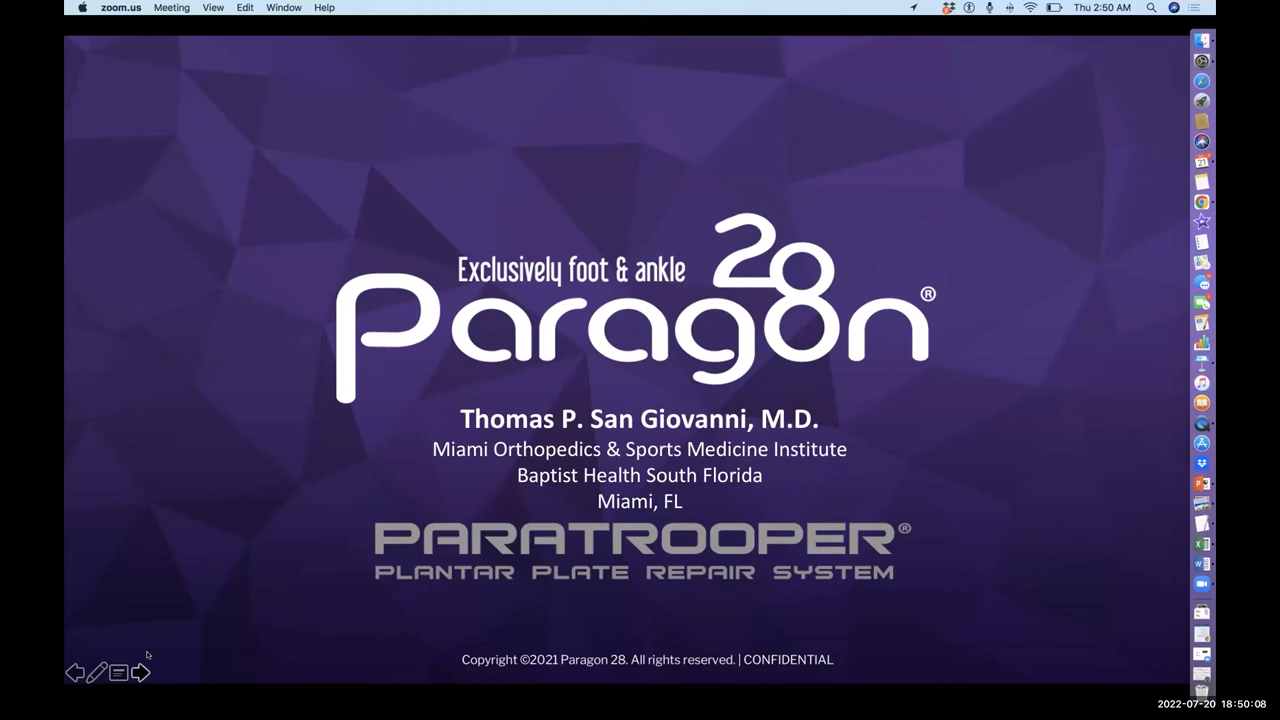 zoom.us Meeting View Edit Window Help Thu 2:50 AM
Exclusively foot & ankle
Paragon 28®
Thomas P. San Giovanni, M.D.
Miami Orthopedics & Sports Medicine Institute
Baptist Health South Florida
Miami, FL
PARATROOPER®
PLANTAR PLATE REPAIR SYSTEM
Copyright ©2021 Paragon 28. All rights reserved. | CONFIDENTIAL
2022-07-20 18:50:08